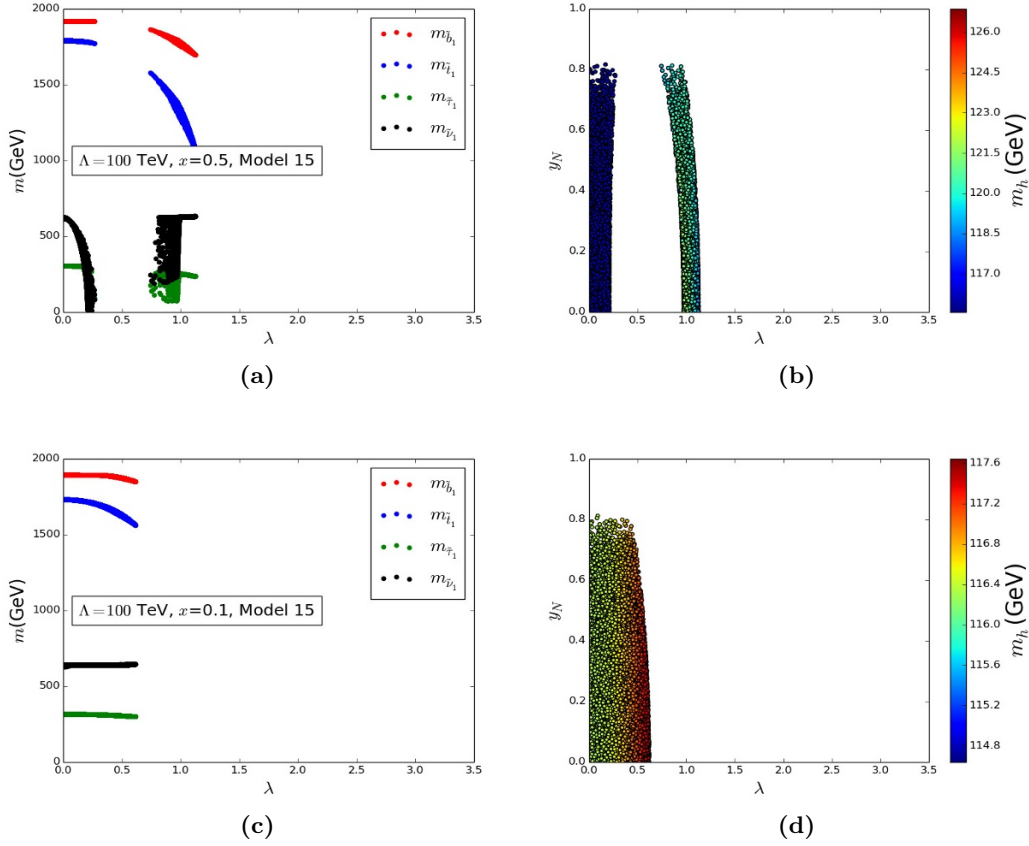 2000
1500
1000
500
0
m(GeV)
0.0 0.5 1.0 1.5 2.0 2.5 3.0 3.5
λ
m_{b̃_1}
m_{t̃_1}
m_{τ̃_1}
m_{ν̃_1}
Λ=100 TeV, x=0.5, Model 15
(a)
1.0
0.8
0.6
0.4
0.2
0.0
y_N
0.0 0.5 1.0 1.5 2.0 2.5 3.0 3.5
λ
126.0
124.5
123.0
121.5
120.0
118.5
117.0
m_h (GeV)
(b)
2000
1500
1000
500
0
m(GeV)
0.0 0.5 1.0 1.5 2.0 2.5 3.0 3.5
λ
m_{b̃_1}
m_{t̃_1}
m_{τ̃_1}
m_{ν̃_1}
Λ=100 TeV, x=0.1, Model 15
(c)
1.0
0.8
0.6
0.4
0.2
0.0
y_N
0.0 0.5 1.0 1.5 2.0 2.5 3.0 3.5
λ
117.6
117.2
116.8
116.4
116.0
115.6
115.2
114.8
m_h (GeV)
(d)